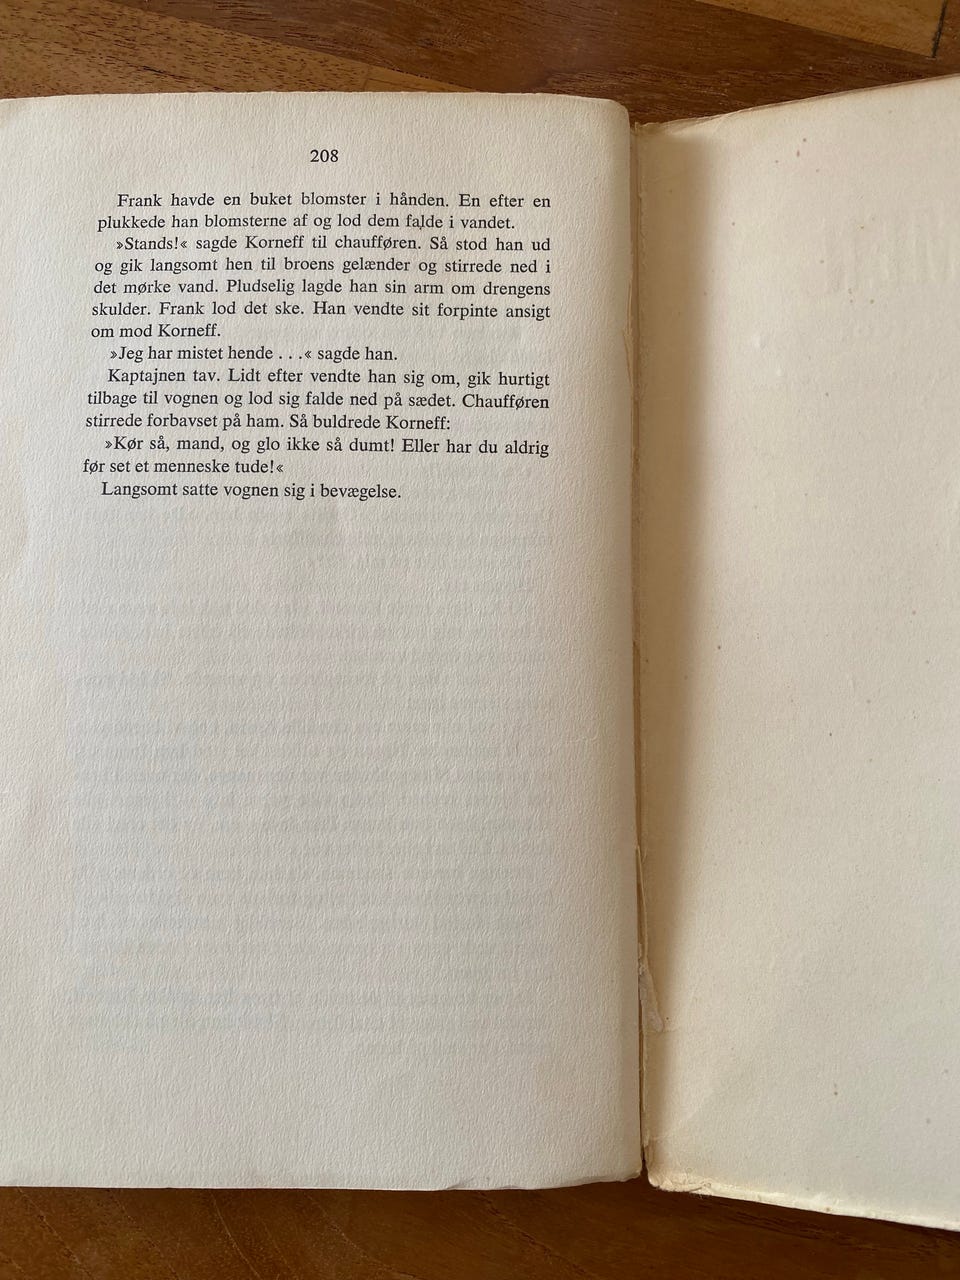 208
Frank havde en buket blomster i hånden. En efter en
plukkede han blomsterne af og lod dem falde i vandet.
»Stands!« sagde Korneff til chaufføren. Så stod han ud
og gik langsomt hen til broens gelænder og stirrede ned i
det mørke vand. Pludselig lagde han sin arm om drengens
skulder. Frank lod det ske. Han vendte sit forpinte ansigt
om mod Korneff.
»Jeg har mistet hende . . .« sagde han.
Kaptajnen tav. Lidt efter vendte han sig om, gik hurtigt
tilbage til vognen og lod sig falde ned på sædet. Chaufføren
stirrede forbavset på ham. Så buldrede Korneff:
»Kør så, mand, og glo ikke så dumt! Eller har du aldrig
før set et menneske tude!«
Langsomt satte vognen sig i bevægelse.